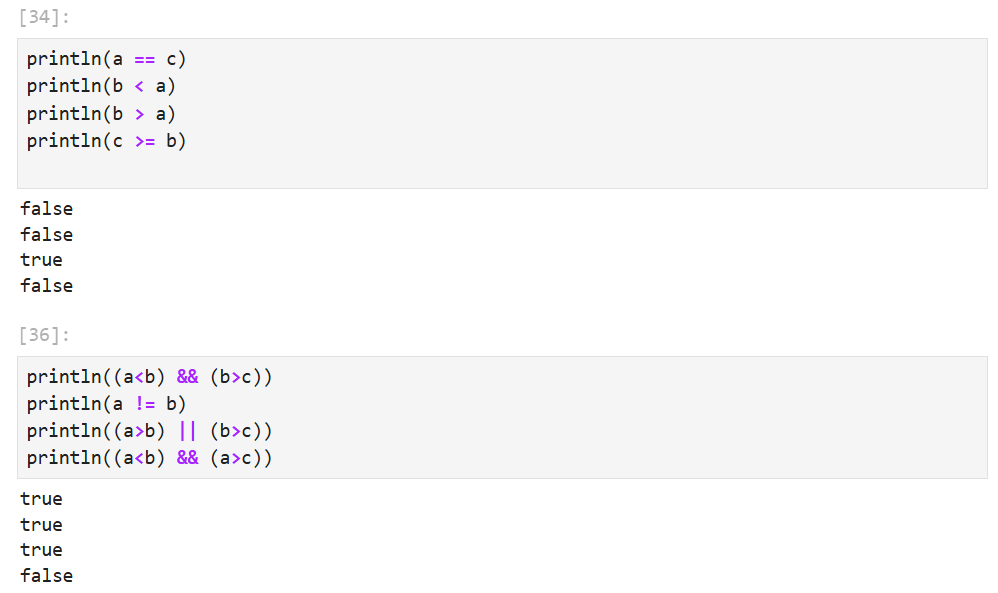 [34]:
println(a == c)
println(b < a)
println(b > a)
println(c >= b)
false
false
true
false
[36]:
println((a<b) && (b>c))
println(a != b)
println((a>b) || (b>c))
println((a<b) && (a>c))
true
true
true
false